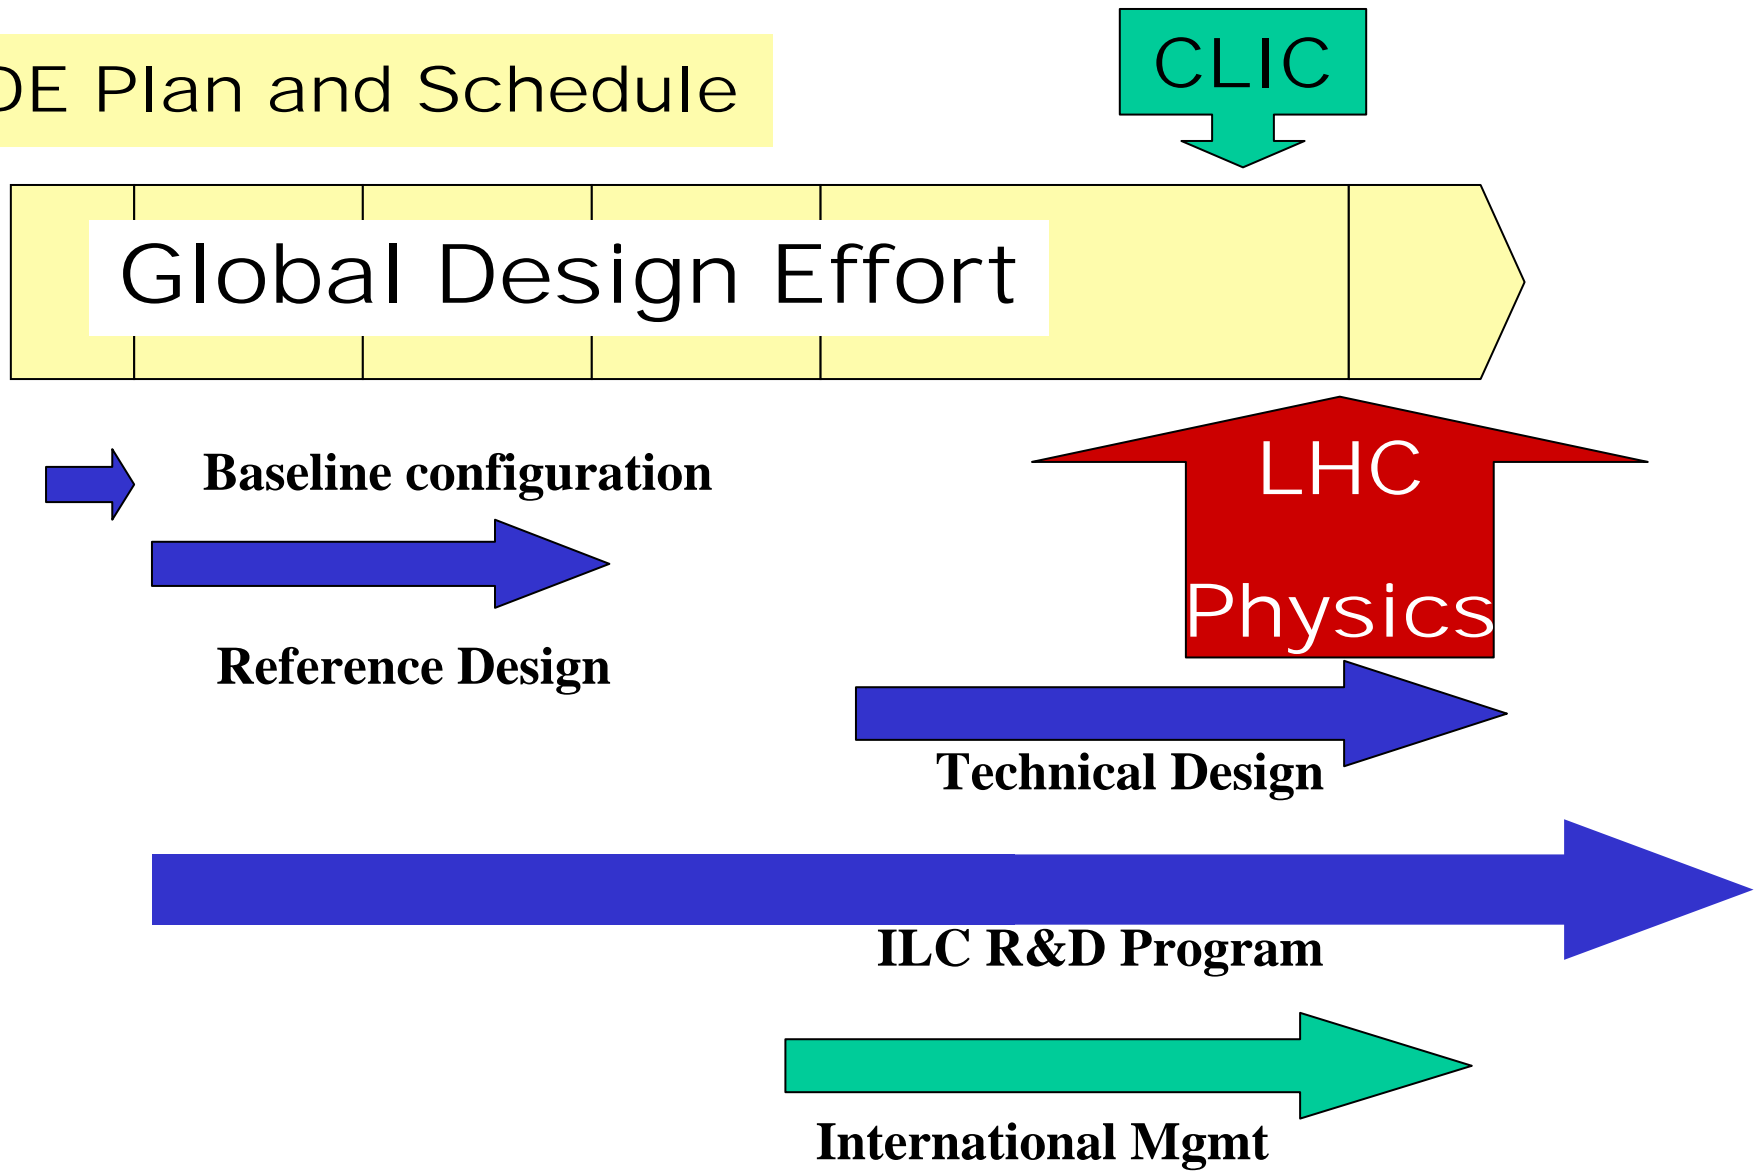 DE Plan and Schedule
CLIC
Global Design Effort
Baseline configuration
LHC
Physics
Reference Design
Technical Design
ILC R&D Program
International Mgmt